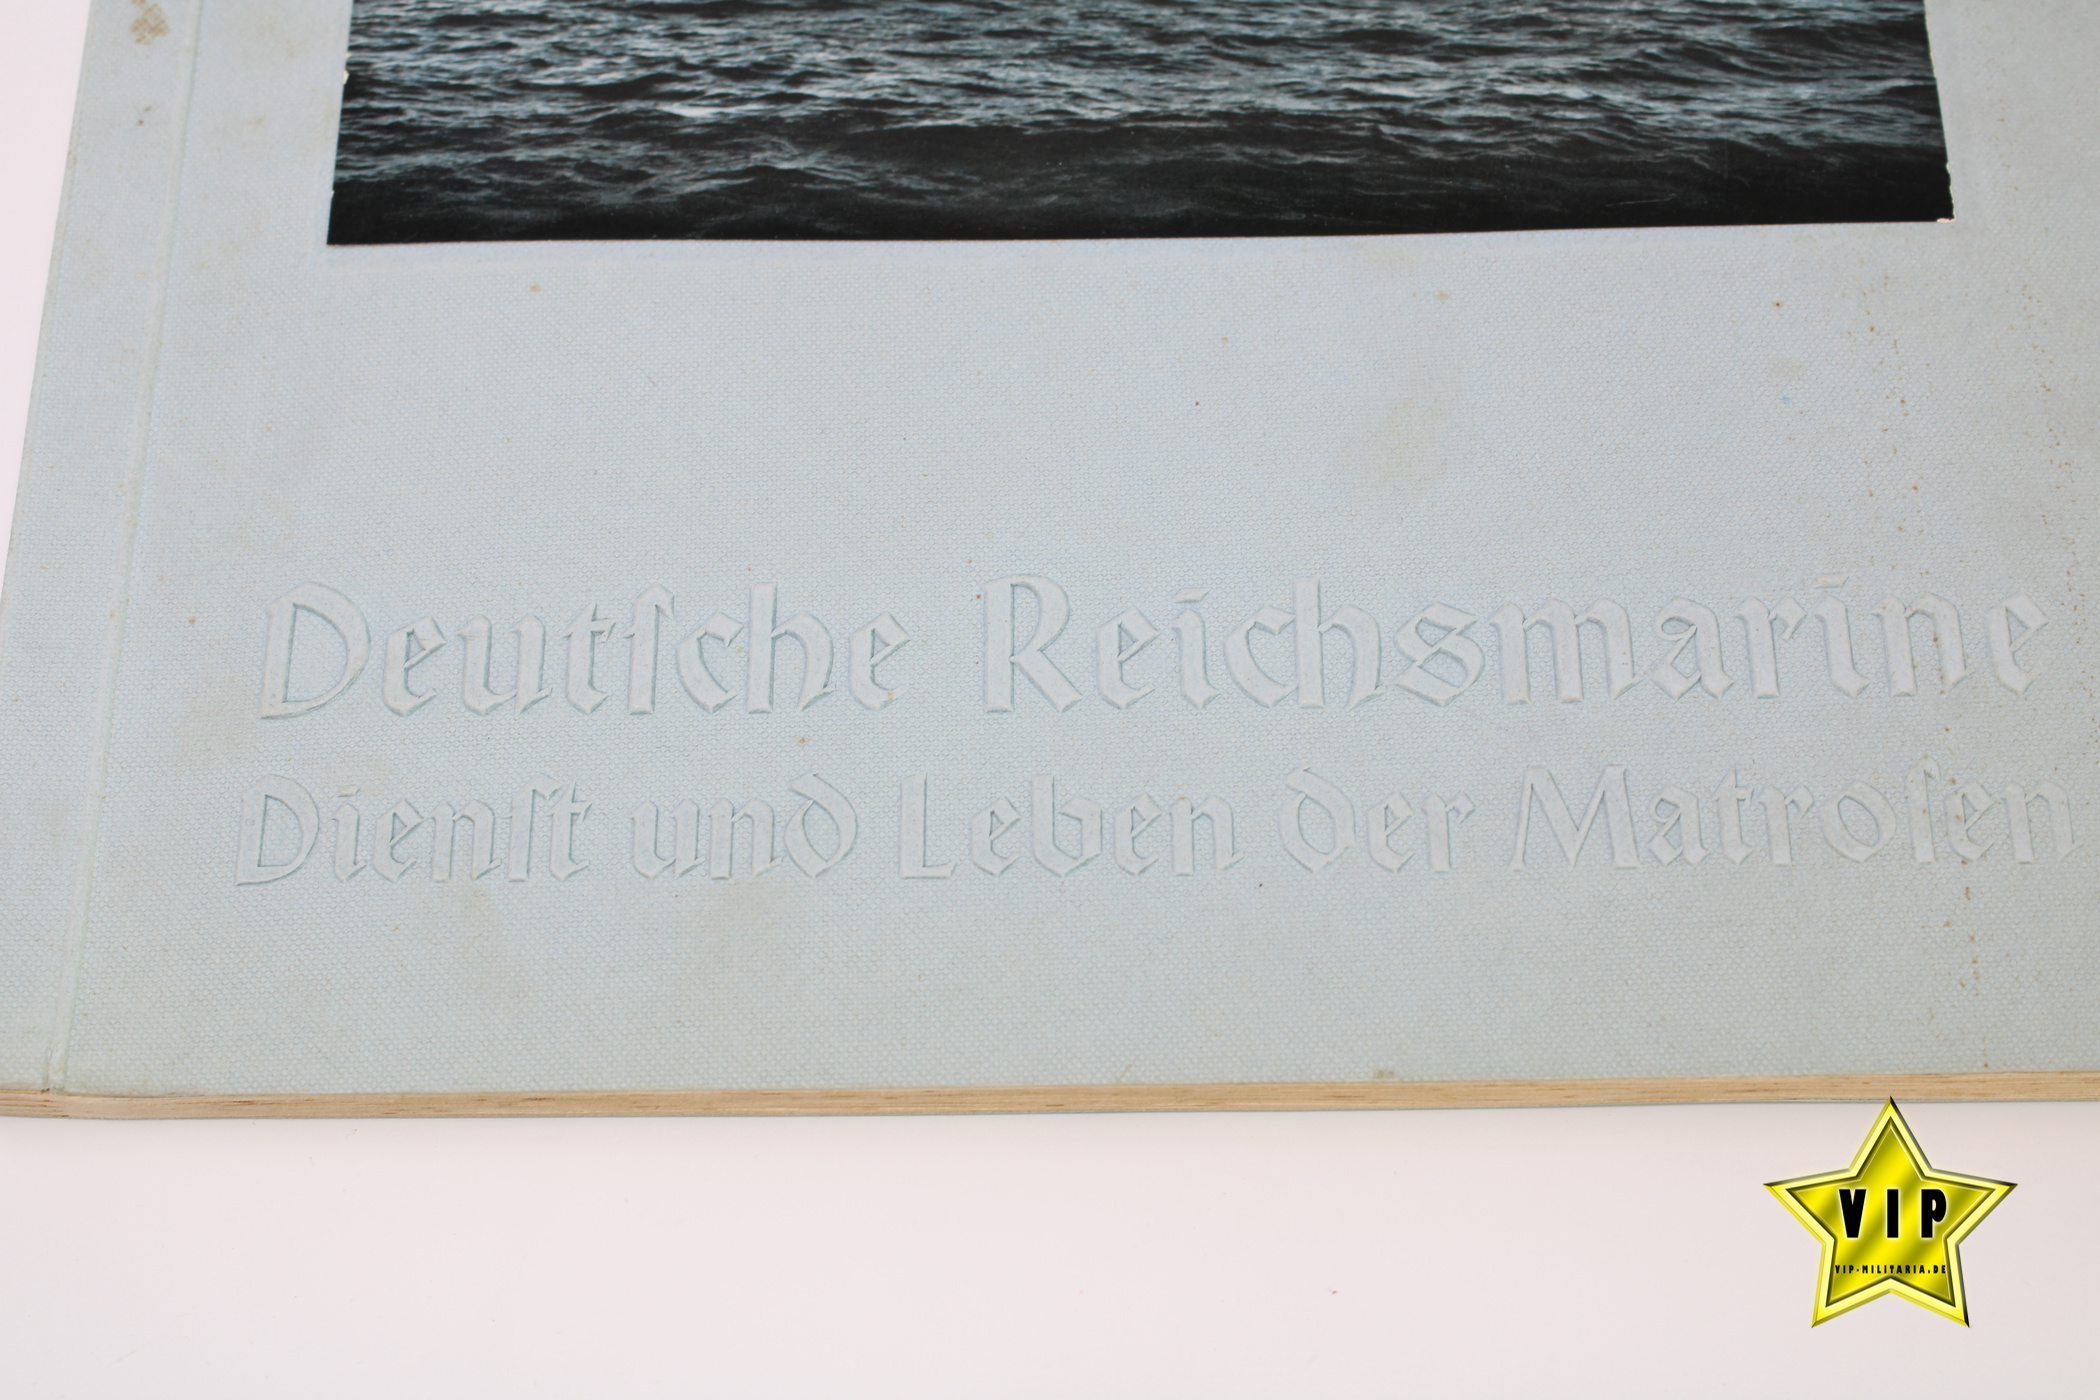 Deutſche Reichsmarine
Dienſt und Leben der Matroſen
VIP
VIP-MILITARIA.DE